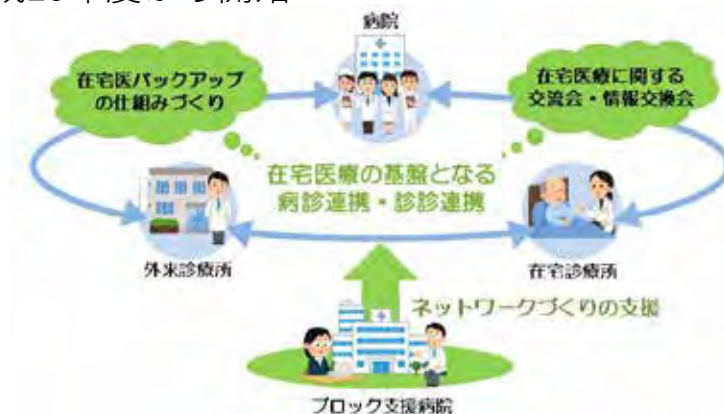 病院
在宅医バックアップ
の仕組みづくり
在宅医療に関する
交流会・情報交換会
在宅医療の基盤となる
病診連携・診診連携
外来診療所
在宅診療所
ネットワークづくりの支援
ブロック支援病院